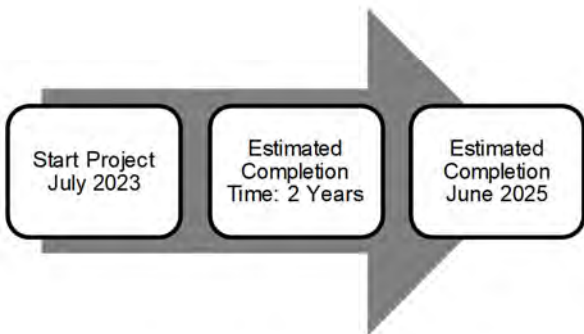 Start Project
July 2023
Estimated
Completion
Time: 2 Years
Estimated
Completion
June 2025